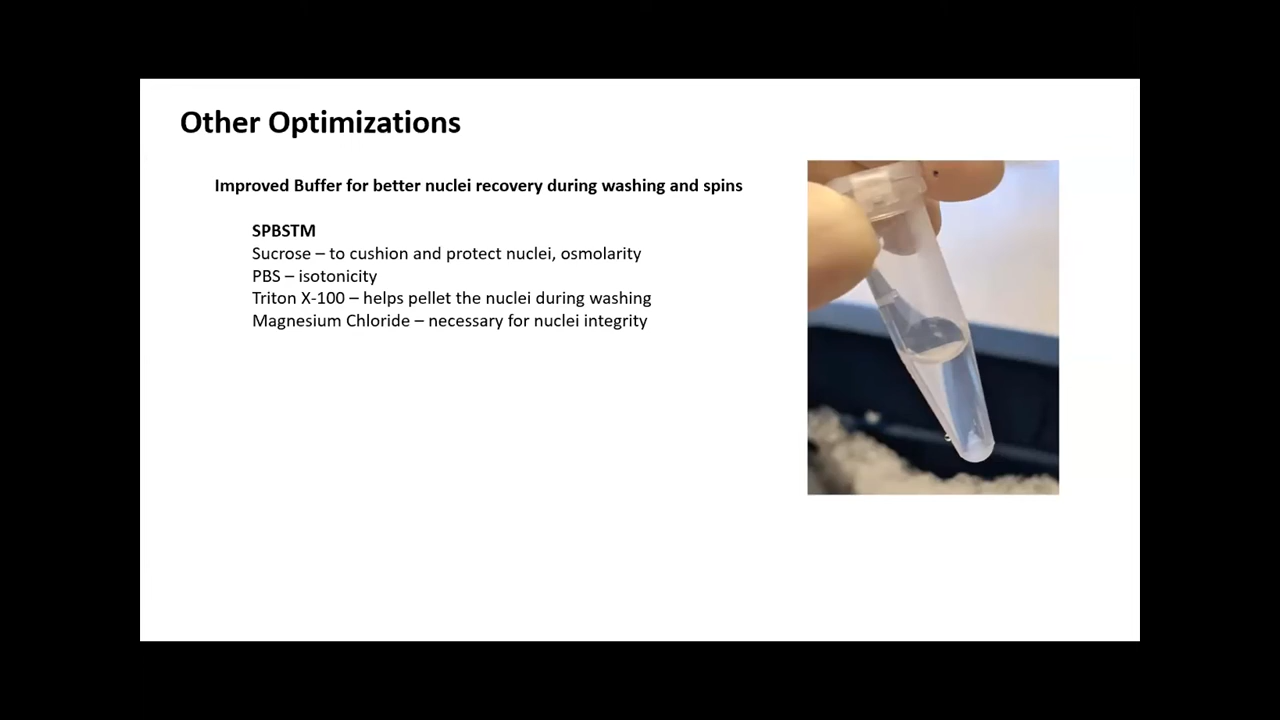 Other Optimizations
Improved Buffer for better nuclei recovery during washing and spins
SPBSTM
Sucrose – to cushion and protect nuclei, osmolarity
PBS – isotonicity
Triton X-100 – helps pellet the nuclei during washing
Magnesium Chloride – necessary for nuclei integrity